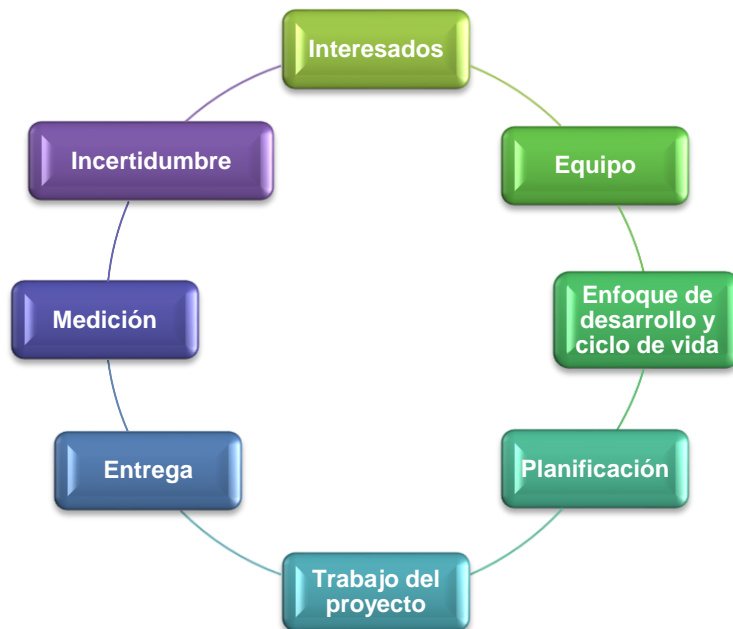 Interesados
Equipo
Enfoque de
desarrollo y
ciclo de vida
Planificación
Trabajo del
proyecto
Entrega
Medición
Incertidumbre